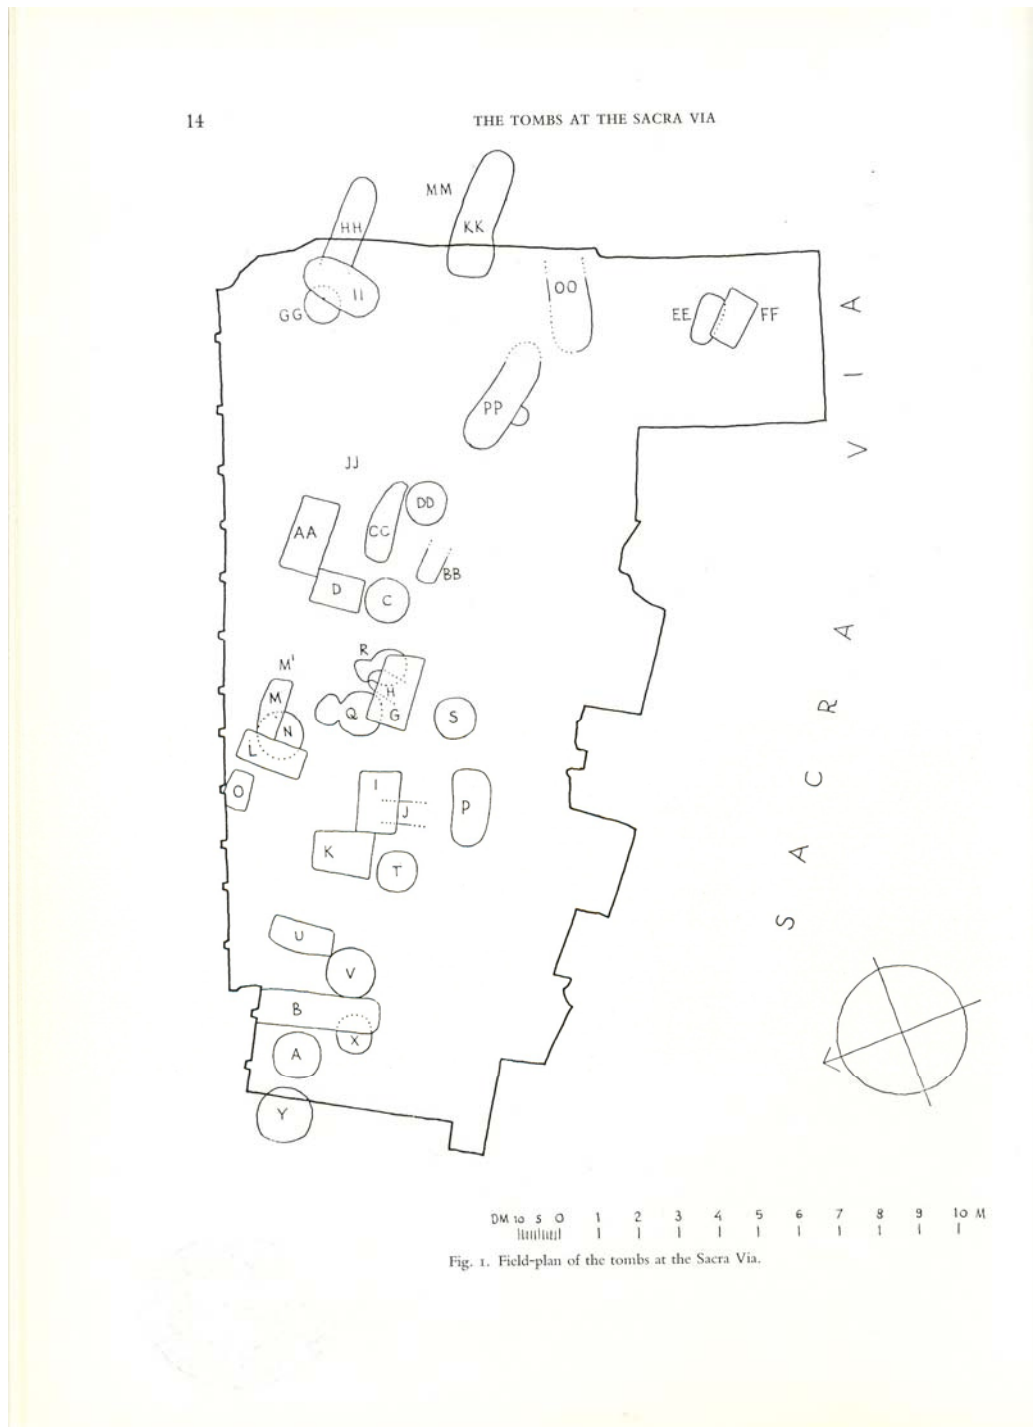 14
THE TOMBS AT THE SACRA VIA
MM
HH
KK
II
OO
GG
EE
FF
PP
JJ
DD
AA
CC
BB
D
C
R
M'
M
H
Q
G
S
N
L
O
I
J
P
K
T
U
V
B
X
A
Y
SACRA VIA
DM 10 5 0 1 2 3 4 5 6 7 8 9 10 M
Fig. 1. Field-plan of the tombs at the Sacra Via.